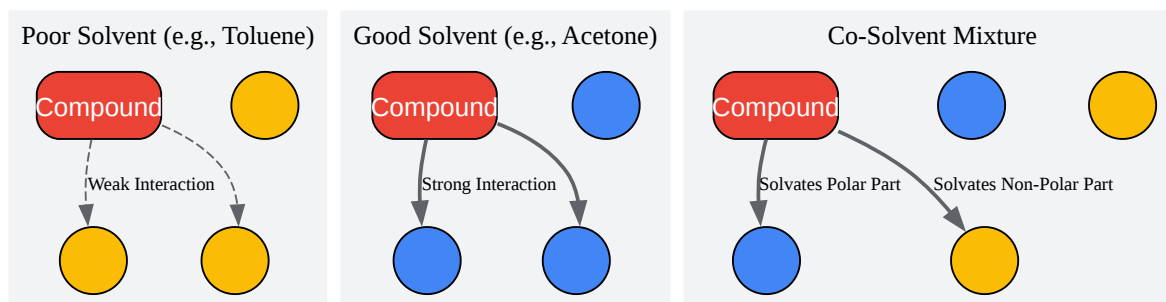 Poor Solvent (e.g., Toluene)
Compound
Weak Interaction
Good Solvent (e.g., Acetone)
Compound
Strong Interaction
Co-Solvent Mixture
Compound
Solvates Polar Part
Solvates Non-Polar Part